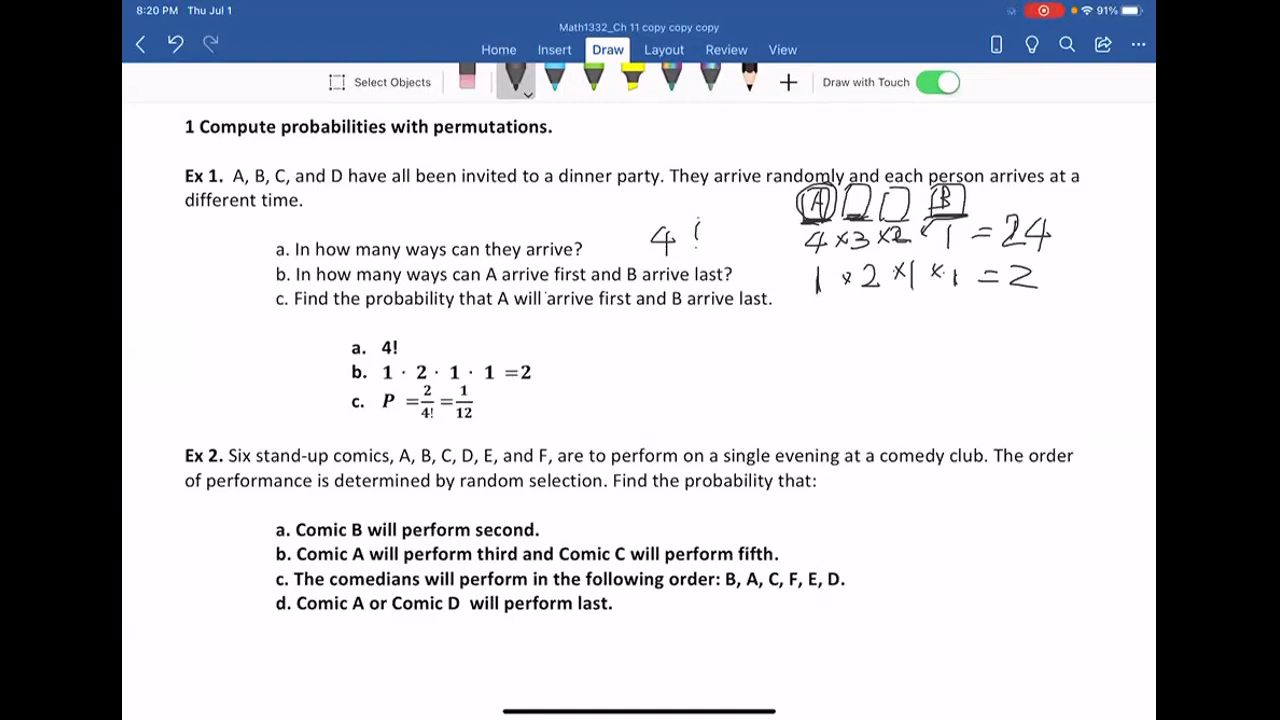 8:20 PM Thu Jul 1
91%
Math1332_Ch 11 copy copy copy
Home Insert Draw Layout Review View
Select Objects
Draw with Touch
1 Compute probabilities with permutations.
Ex 1. A, B, C, and D have all been invited to a dinner party. They arrive randomly and each person arrives at a
different time.
A B
4 ×3 ×2 1 = 24
4 !
a. In how many ways can they arrive?
b. In how many ways can A arrive first and B arrive last?
1 × 2 ×1 × 1 = 2
c. Find the probability that A will arrive first and B arrive last.
a. 4!
b. 1 · 2 · 1 · 1 =2
c. P = 2/4! = 1/12
Ex 2. Six stand-up comics, A, B, C, D, E, and F, are to perform on a single evening at a comedy club. The order
of performance is determined by random selection. Find the probability that:
a. Comic B will perform second.
b. Comic A will perform third and Comic C will perform fifth.
c. The comedians will perform in the following order: B, A, C, F, E, D.
d. Comic A or Comic D will perform last.